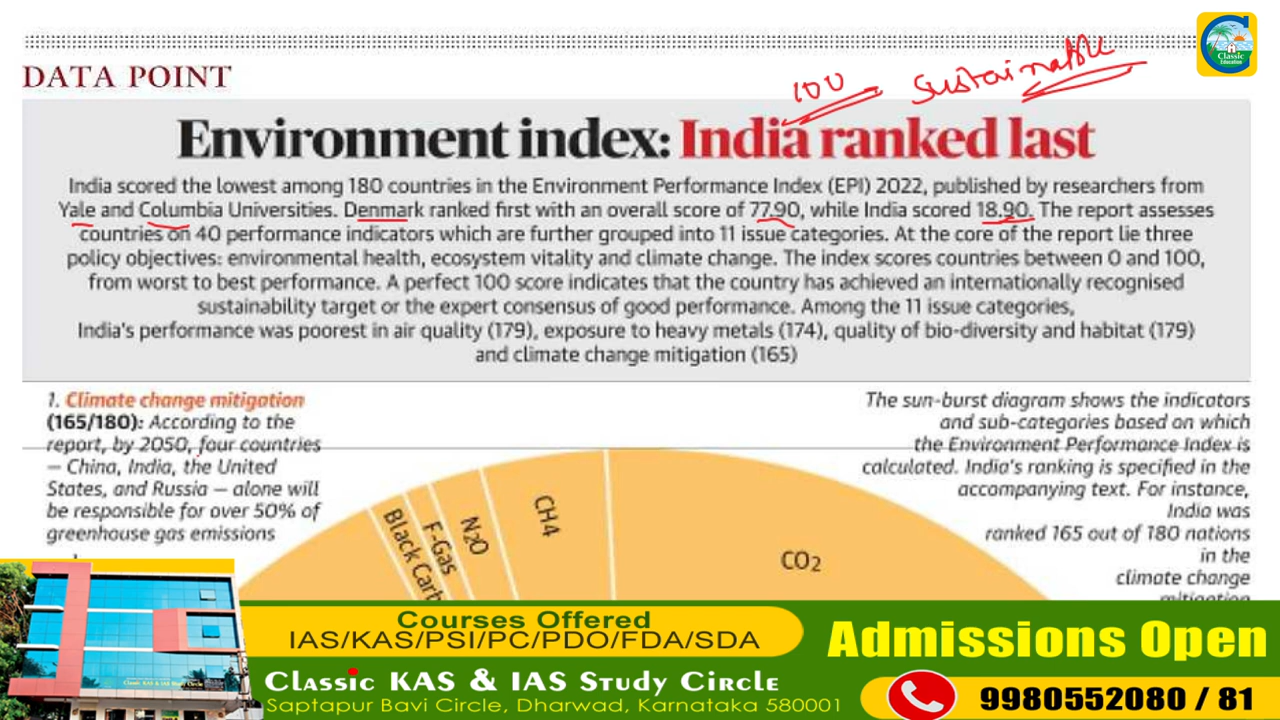 Classic
Education
DATA POINT
100
Sustainable
Environment index: India ranked last
India scored the lowest among 180 countries in the Environment Performance Index (EPI) 2022, published by researchers from
Yale and Columbia Universities. Denmark ranked first with an overall score of 77.90, while India scored 18.90. The report assesses
countries on 40 performance indicators which are further grouped into 11 issue categories. At the core of the report lie three
policy objectives: environmental health, ecosystem vitality and climate change. The index scores countries between 0 and 100,
from worst to best performance. A perfect 100 score indicates that the country has achieved an internationally recognised
sustainability target or the expert consensus of good performance. Among the 11 issue categories,
India's performance was poorest in air quality (179), exposure to heavy metals (174), quality of bio-diversity and habitat (179)
and climate change mitigation (165)
1. Climate change mitigation
(165/180): According to the
report, by 2050, four countries
— China, India, the United
States, and Russia — alone will
be responsible for over 50% of
greenhouse gas emissions
The sun-burst diagram shows the indicators
and sub-categories based on which
the Environment Performance Index is
calculated. India's ranking is specified in the
accompanying text. For instance,
India was
ranked 165 out of 180 nations
in the
climate change
mitigation
Black Carb
F-Gas
N2O
CH4
CO2
Courses Offered
IAS/KAS/PSI/PC/PDO/FDA/SDA
Classic KAS & IAS Study Circle
Saptapur Bavi Circle, Dharwad, Karnataka 580001
Admissions Open
9980552080 / 81